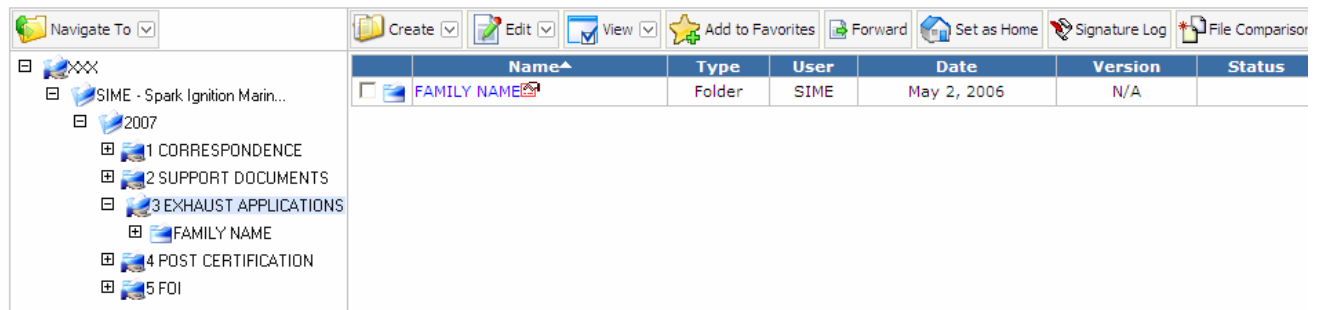 Navigate To
Create Edit View Add to Favorites Forward Set as Home Signature Log File Comparison
XXX
SIME - Spark Ignition Marin...
2007
1 CORRESPONDENCE
2 SUPPORT DOCUMENTS
3 EXHAUST APPLICATIONS
FAMILY NAME
4 POST CERTIFICATION
5 FOI
Name Type User Date Version Status
FAMILY NAME Folder SIME May 2, 2006 N/A